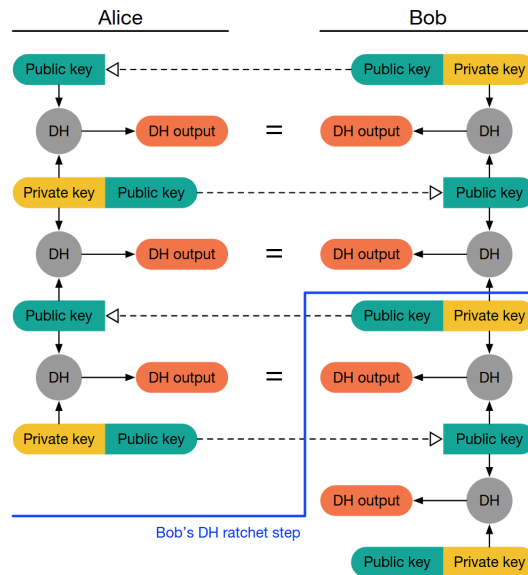 Alice Bob
Public key Public key Private key
DH DH output = DH output DH
Private key Public key Public key
DH DH output = DH output DH
Public key Public key Private key
DH DH output = DH output DH
Private key Public key Public key
DH output DH
Bob's DH ratchet step
Public key Private key